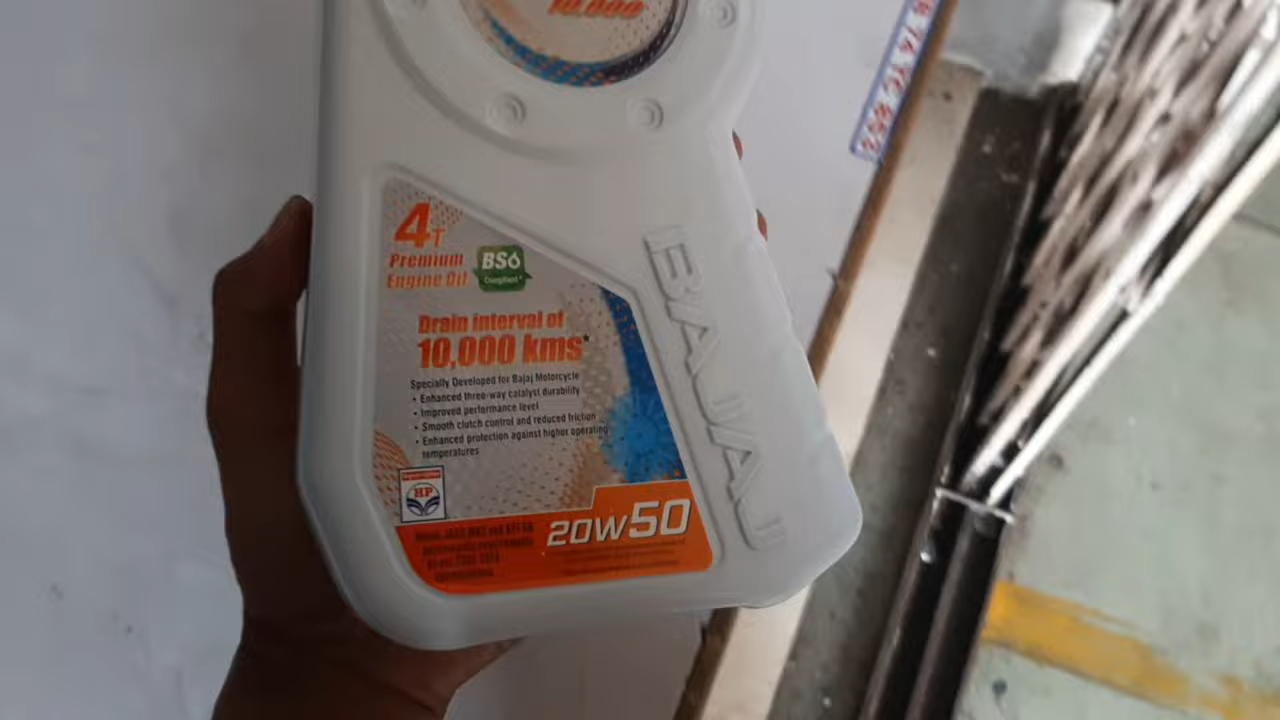 10,000
4T
Premium
Engine Oil
BS6
Compliant*
Drain interval of
10,000 kms*
Specially Developed for Bajaj Motorcycle
• Enhanced three-way catalyst durability
• Improved performance level
• Smooth clutch control and reduced friction
• Enhanced protection against higher operating
temperatures
HP
20W50
BAJAJ